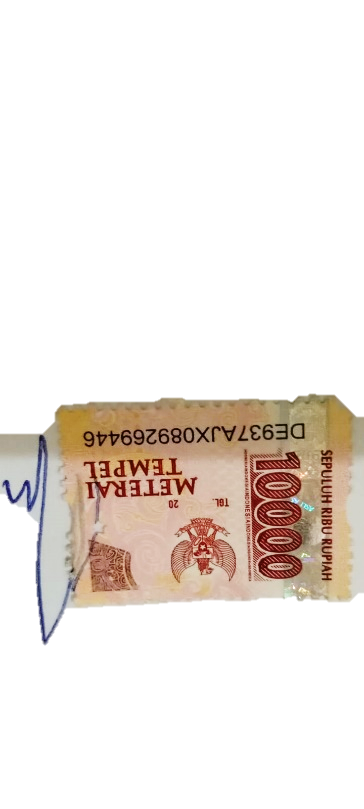 SEPULUH RIBU RUPIAH
10000
TGL. 20
METERAI
TEMPEL
DE937AJX089269446